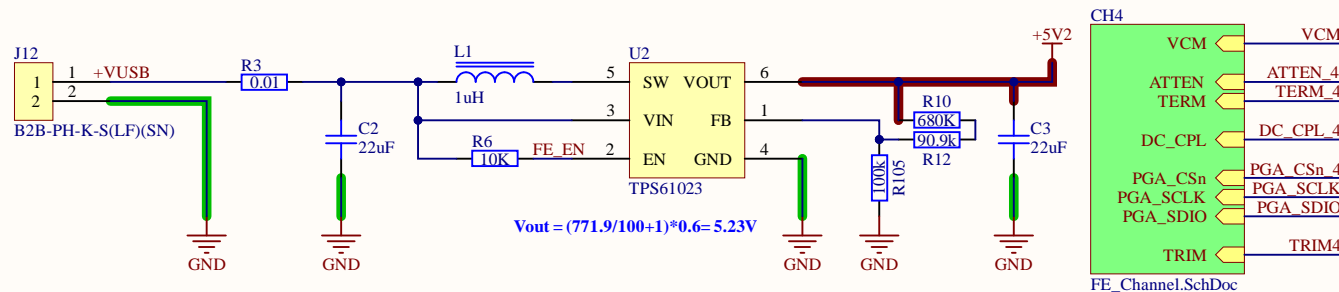 J12
1
2
1
2
+VUSB
B2B-PH-K-S(LF)(SN)
R3
0.01
C2
22uF
L1
1uH
R6
10K
FE_EN
U2
5
SW
VOUT
6
3
VIN
FB
1
2
EN
GND
4
TPS61023
Vout = (771.9/100+1)*0.6= 5.23V
+5V2
R10
680K
90.9k
R12
100k
R105
C3
22uF
GND
GND
GND
GND
GND
CH4
VCM
VCM
ATTEN
ATTEN_4
TERM
TERM_4
DC_CPL
DC_CPL_4
PGA_CSn
PGA_CSn_4
PGA_SCLK
PGA_SCLK
PGA_SDIO
PGA_SDIO
TRIM
TRIM4
FE_Channel.SchDoc